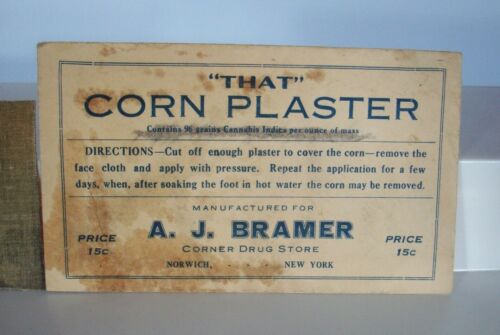 "THAT"
CORN PLASTER
Contains 96 grains Cannabis Indica per ounce of mass
DIRECTIONS—Cut off enough plaster to cover the corn—remove the
face cloth and apply with pressure. Repeat the application for a few
days, when, after soaking the foot in hot water the corn may be removed.
MANUFACTURED FOR
A. J. BRAMER
CORNER DRUG STORE
PRICE
15c
PRICE
15c
NORWICH, - - - NEW YORK